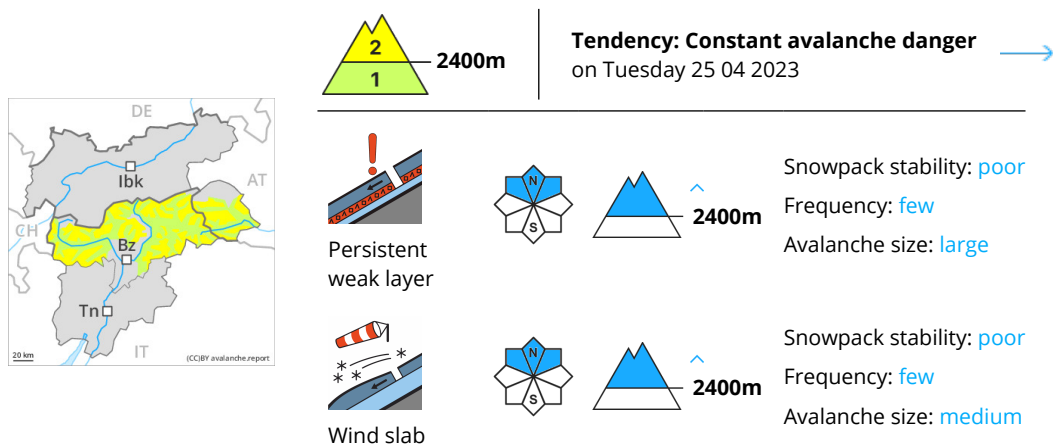 2
1
2400m
Tendency: Constant avalanche danger
on Tuesday 25 04 2023
DE
Ibk
AT
CH
Bz
Tn
IT
20 km
(CC)BY avalanche.report
Persistent
weak layer
N
S
2400m
Snowpack stability: poor
Frequency: few
Avalanche size: large
Wind slab
N
S
2400m
Snowpack stability: poor
Frequency: few
Avalanche size: medium